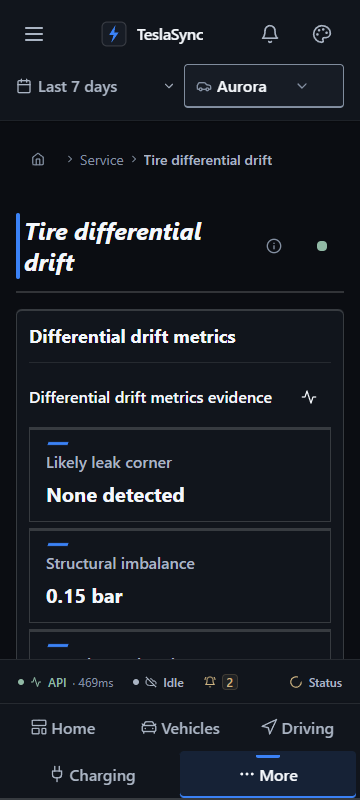 TeslaSync
Last 7 days
Aurora
Service
Tire differential drift
Tire differential
drift
Differential drift metrics
Differential drift metrics evidence
Likely leak corner
None detected
Structural imbalance
0.15 bar
API · 469ms
Idle
2
Status
Home
Vehicles
Driving
Charging
More